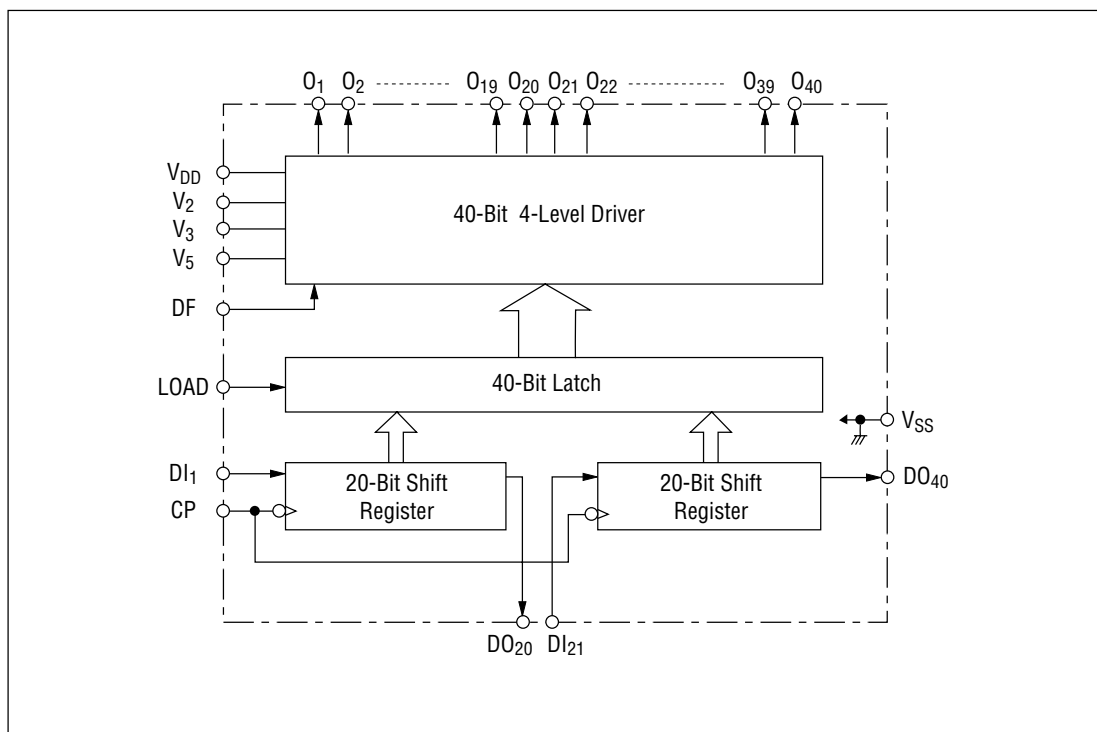 O1 O2 O19 O20 O21 O22 O39 O40
VDD
V2
V3
V5
DF
40-Bit 4-Level Driver
LOAD
40-Bit Latch
VSS
DI1
CP
20-Bit Shift
Register
20-Bit Shift
Register
DO40
DO20 DI21